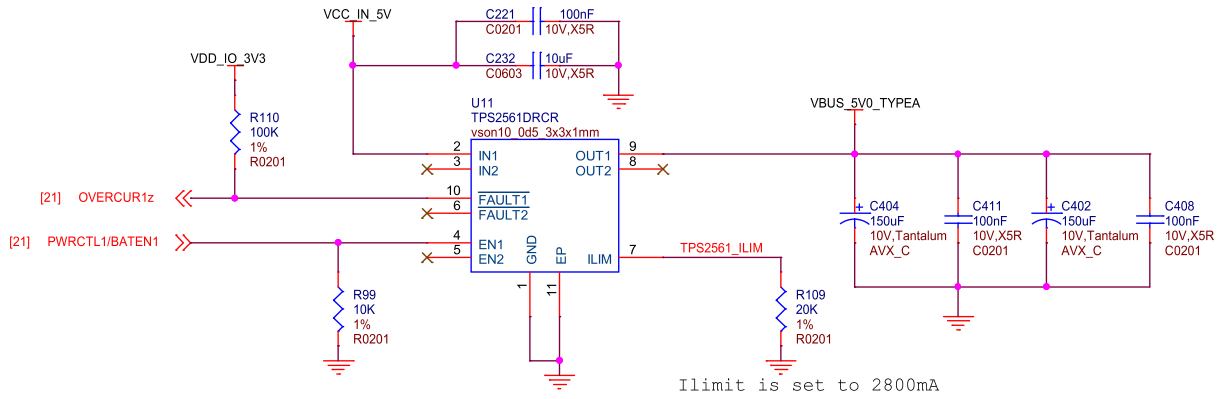 VCC_IN_5V
C221 100nF
C0201 10V,X5R
C232 10uF
C0603 10V,X5R
VDD_IO_3V3
R110
100K
1%
R0201
U11
TPS2561DRCR
vson10_0d5_3x3x1mm
VBUS_5V0_TYPEA
2 IN1 OUT1 9
3 IN2 OUT2 8
[21] OVERCUR1z
10 FAULT1
6 FAULT2
[21] PWRCTL1/BATEN1
4 EN1
5 EN2
GND
EP
ILIM 7
TPS2561_ILIM
1
11
C404
150uF
10V,Tantalum
AVX_C
C411
100nF
10V,X5R
C0201
C402
150uF
10V,Tantalum
AVX_C
C408
100nF
10V,X5R
C0201
R99
10K
1%
R0201
R109
20K
1%
R0201
Ilimit is set to 2800mA